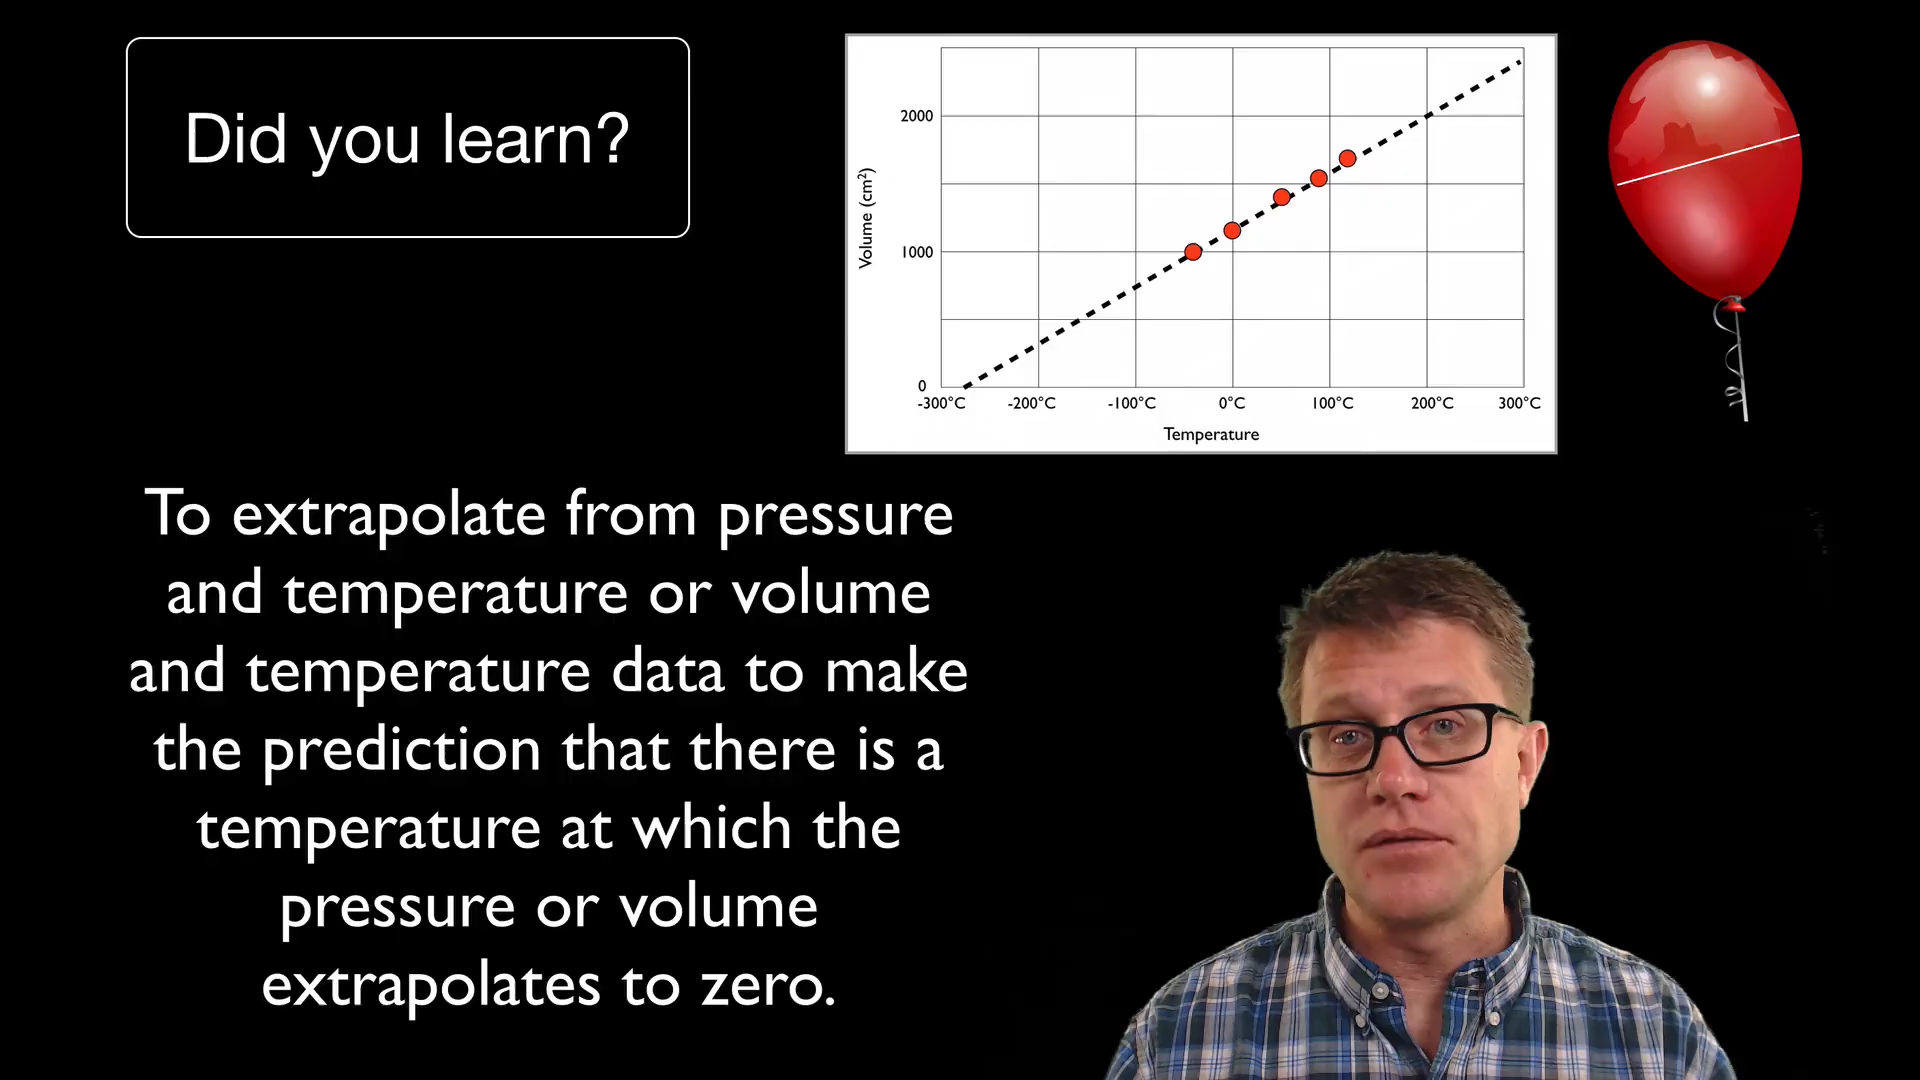 Did you learn?
Volume (cm²)
2000
1000
0
-300°C -200°C -100°C 0°C 100°C 200°C 300°C
Temperature
To extrapolate from pressure
and temperature or volume
and temperature data to make
the prediction that there is a
temperature at which the
pressure or volume
extrapolates to zero.